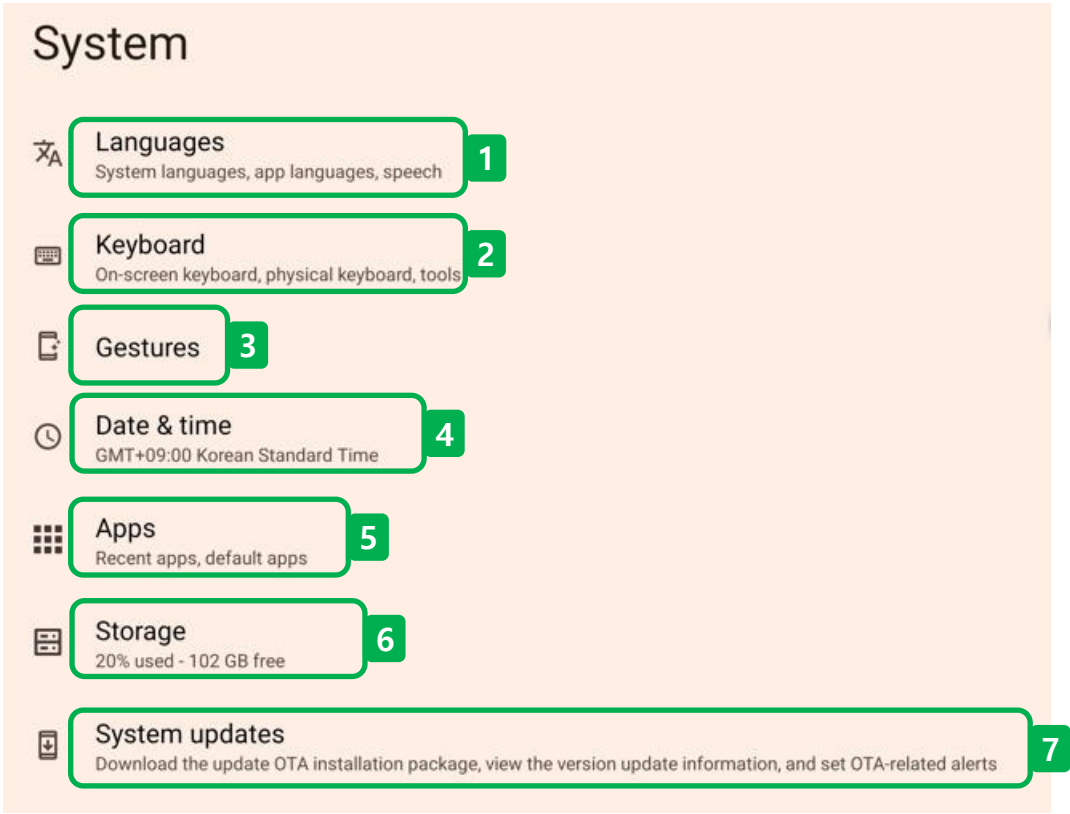 System
Languages
System languages, app languages, speech
1
Keyboard
On-screen keyboard, physical keyboard, tools
2
Gestures
3
Date & time
GMT+09:00 Korean Standard Time
4
Apps
Recent apps, default apps
5
Storage
20% used - 102 GB free
6
System updates
Download the update OTA installation package, view the version update information, and set OTA-related alerts
7